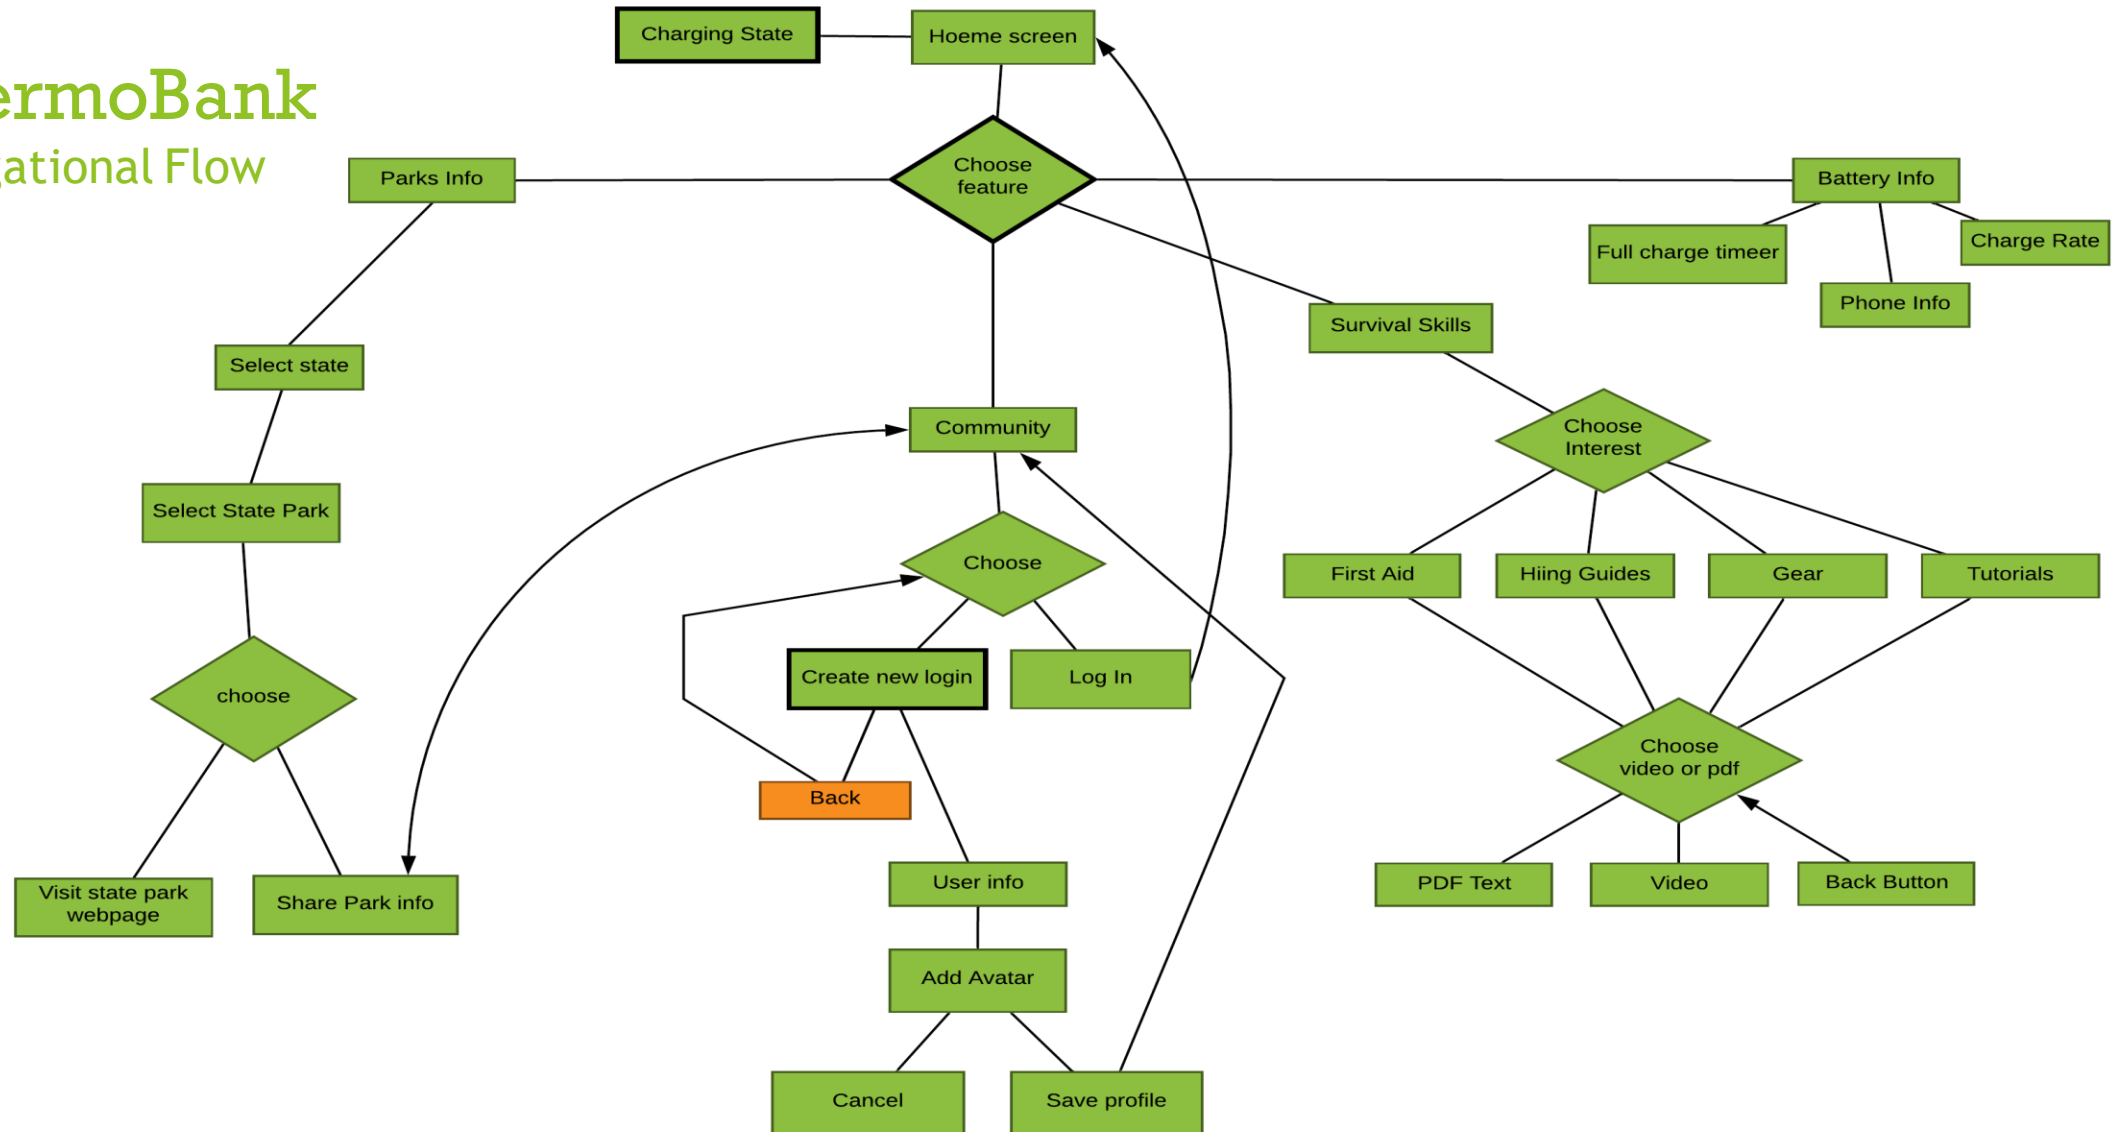 Charging State
Hoeme screen
ermoBank
gational Flow
Parks Info
Choose
feature
Battery Info
Full charge timeer
Charge Rate
Phone Info
Survival Skills
Select state
Community
Choose
Interest
Select State Park
Choose
First Aid
Hiing Guides
Gear
Tutorials
choose
Create new login
Log In
Choose
video or pdf
Back
Visit state park
webpage
Share Park info
User info
PDF Text
Video
Back Button
Add Avatar
Cancel
Save profile